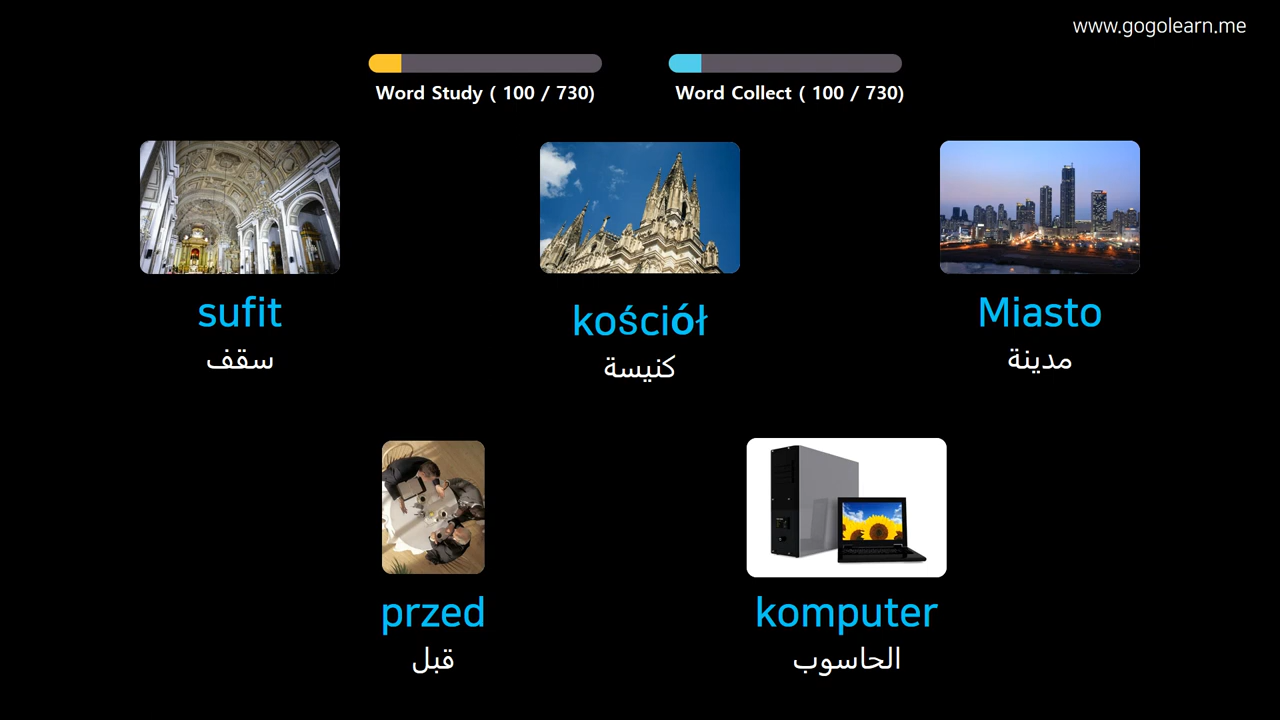 www.gogolearn.me
Word Study ( 100 / 730)
Word Collect ( 100 / 730)
sufit
سقف
kościół
كنيسة
Miasto
مدينة
przed
قبل
komputer
الحاسوب